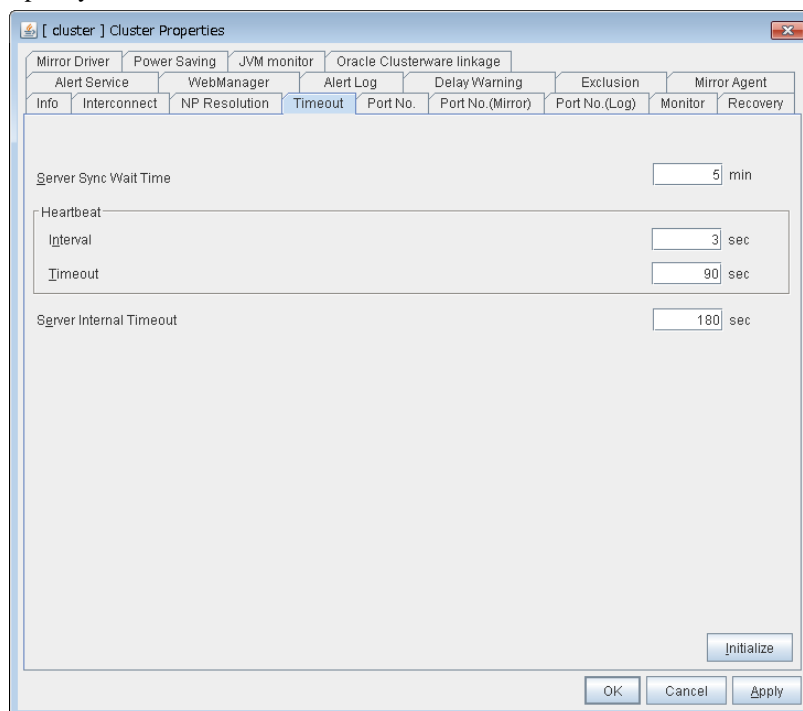 [ cluster ] Cluster Properties
Mirror Driver Power Saving JVM monitor Oracle Clusterware linkage
Alert Service WebManager Alert Log Delay Warning Exclusion Mirror Agent
Info Interconnect NP Resolution Timeout Port No. Port No.(Mirror) Port No.(Log) Monitor Recovery
Server Sync Wait Time 5 min
Heartbeat
Interval 3 sec
Timeout 90 sec
Server Internal Timeout 180 sec
Initialize
OK Cancel Apply